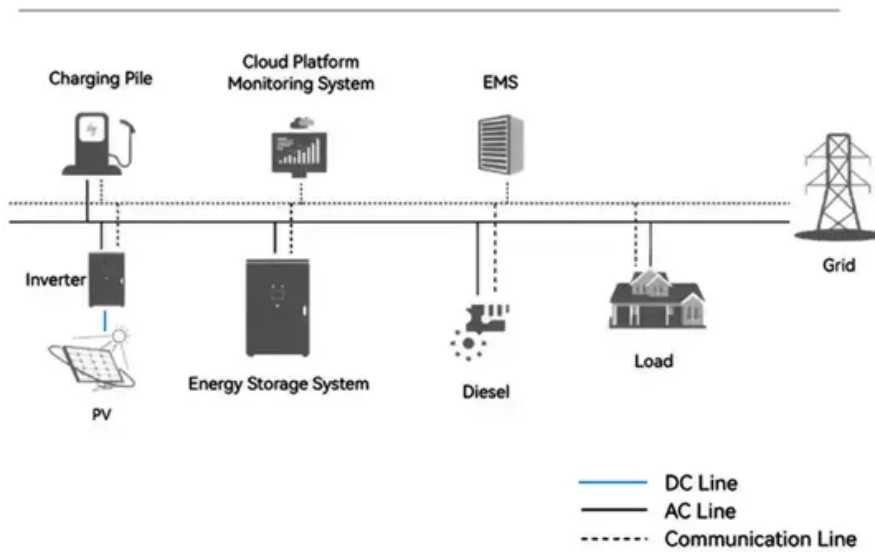 Charging Pile
Cloud Platform
Monitoring System
EMS
Inverter
Grid
PV
Energy Storage System
Diesel
Load
DC Line
AC Line
Communication Line